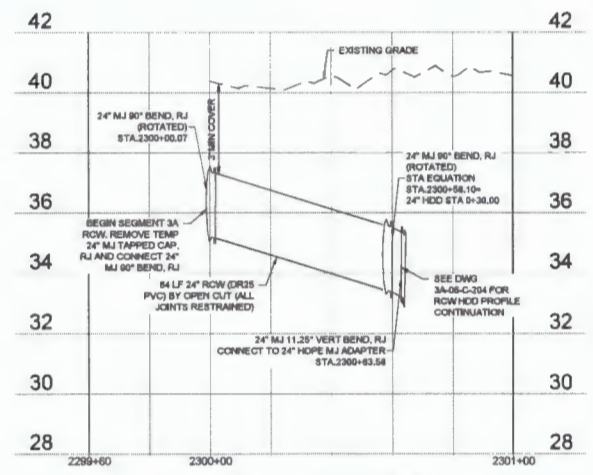 42
42
EXISTING GRADE
40
40
24" MJ 90° BEND, RJ
(ROTATED)
STA.2300+00.07
3' MIN COVER
38
38
24" MJ 90° BEND, RJ
(ROTATED)
STA EQUATION
STA.2300+58.10=
24" HDD STA 0+30.00
36
36
BEGIN SEGMENT 3A
RCW. REMOVE TEMP
24" MJ TAPPED CAP,
RJ AND CONNECT 24"
MJ 90° BEND, RJ
34
34
64 LF 24" RCW (DR25
PVC) BY OPEN CUT (ALL
JOINTS RESTRAINED)
SEE DWG
3A-06-C-204 FOR
RCW HDD PROFILE
CONTINUATION
32
32
24" MJ 11.25° VERT BEND, RJ
CONNECT TO 24" HDPE MJ ADAPTER
STA.2300+63.58
30
30
28
28
2299+60
2300+00
2301+00